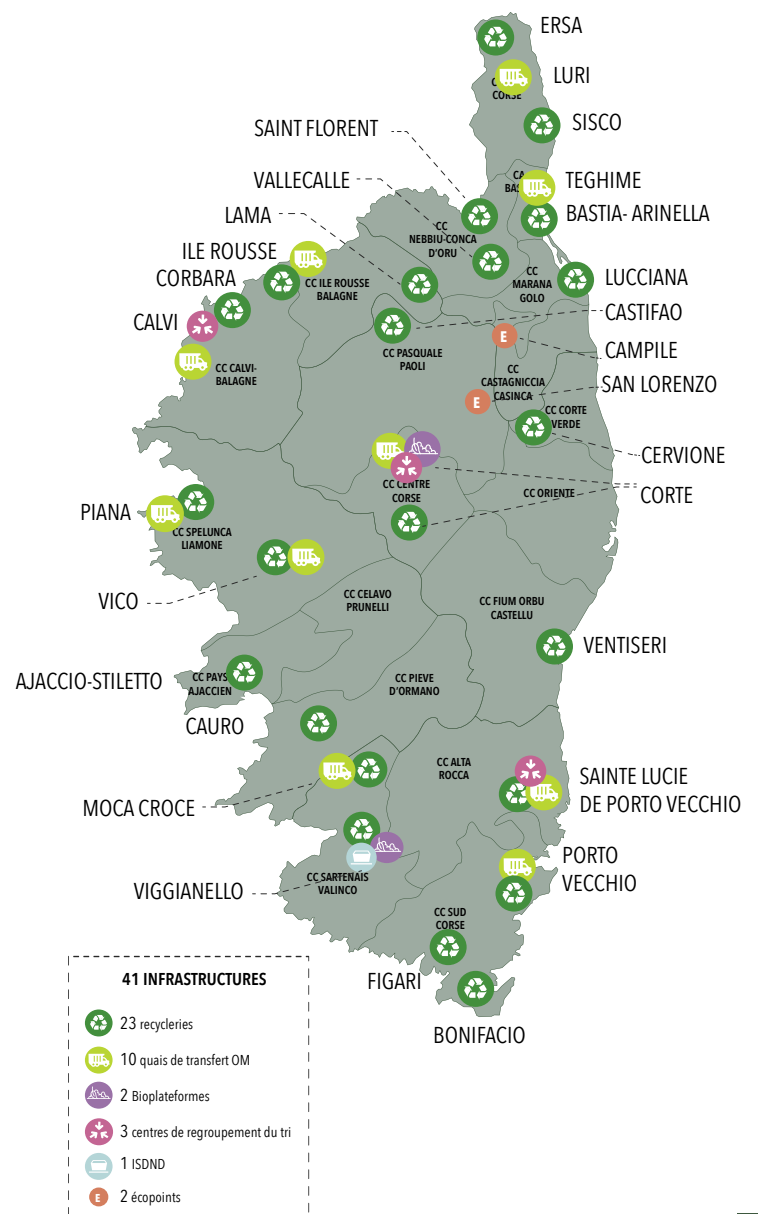 ERSA
C
CORSE
LURI
SISCO
SAINT FLORENT
VALLECALLE
CA
BAS
TEGHIME
LAMA
BASTIA- ARINELLA
CC
NEBBIU-CONCA
D'ORU
ILE ROUSSE
CORBARA
CC ILE ROUSSE
BALAGNE
CC
MARANA
GOLO
LUCCIANA
CALVI
CASTIFAO
E
CAMPILE
CC PASQUALE
PAOLI
CC CALVI-
BALAGNE
CC
CASTAGNICCIA
CASINCA
SAN LORENZO
E
CC CORTE
VERDE
CERVIONE
CC CENTRE
CORSE
CC ORIENTE
CORTE
PIANA
CC SPELUNCA
LIAMONE
VICO
CC CELAVO
PRUNELLI
CC FIUM ORBU
CASTELLU
VENTISERI
AJACCIO-STILETTO
CC PAYS
AJACCIEN
CC PIEVE
D'ORMANO
CAURO
CC ALTA
ROCCA
SAINTE LUCIE
DE PORTO VECCHIO
MOCA CROCE
PORTO
VECCHIO
VIGGIANELLO
CC SARTENAIS
VALINCO
CC SUD
CORSE
FIGARI
BONIFACIO
41 INFRASTRUCTURES
23 recycleries
10 quais de transfert OM
2 Bioplateformes
3 centres de regroupement du tri
1 ISDND
E 2 écopoints